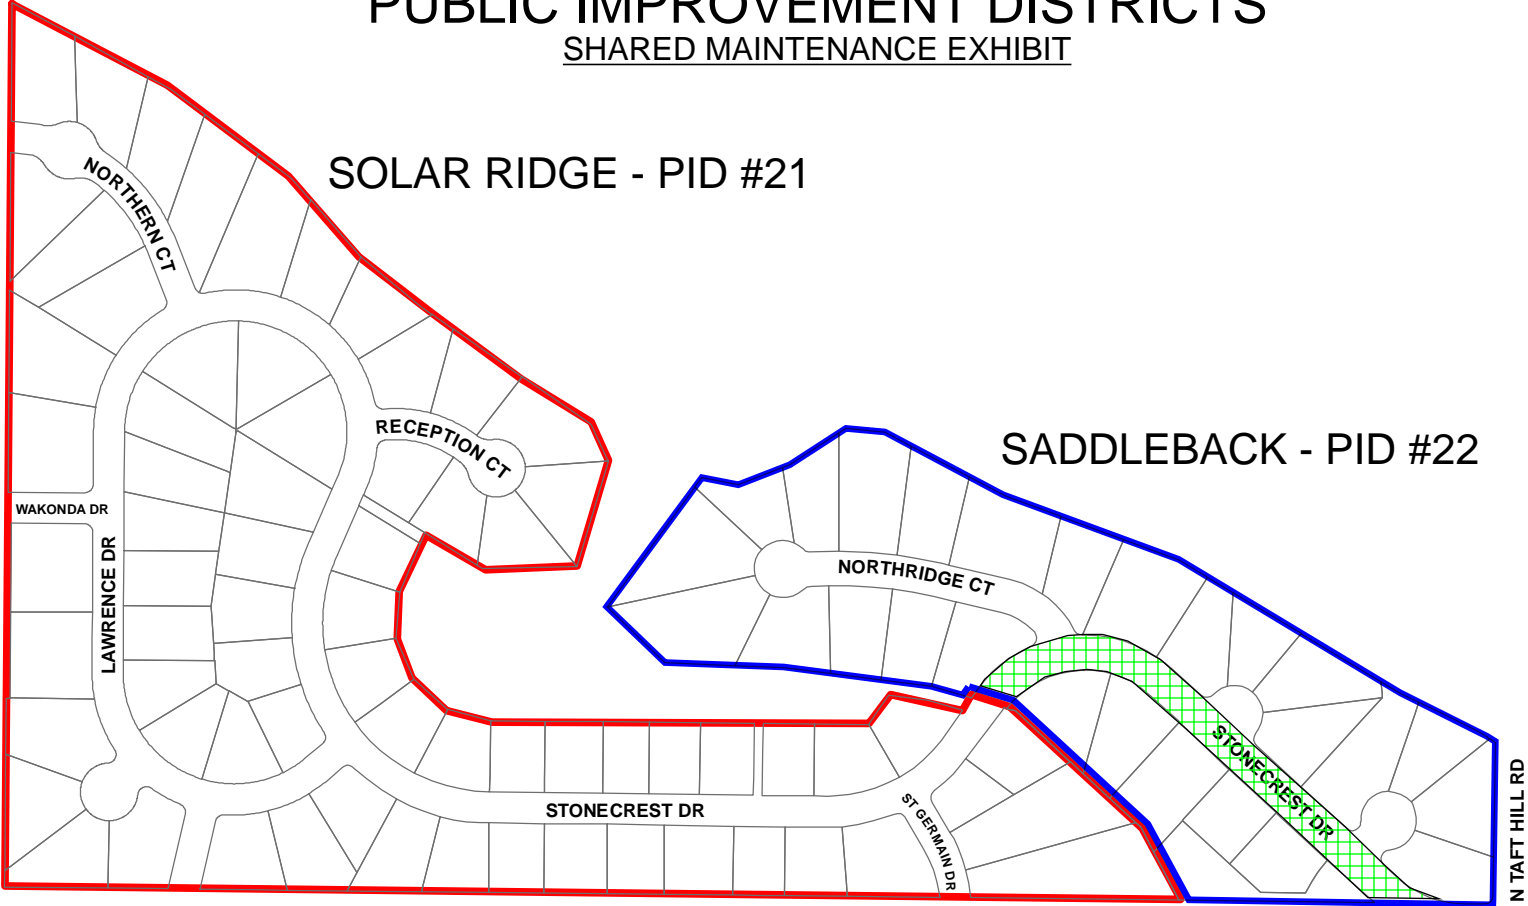 PUBLIC IMPROVEMENT DISTRICTS
SHARED MAINTENANCE EXHIBIT
SOLAR RIDGE - PID #21
NORTHERN CT
RECEPTION CT
SADDLEBACK - PID #22
WAKONDA DR
LAWRENCE DR
NORTHRIDGE CT
STONECREST DR
STONECREST DR
ST GERMAIN DR
N TAFT HILL RD